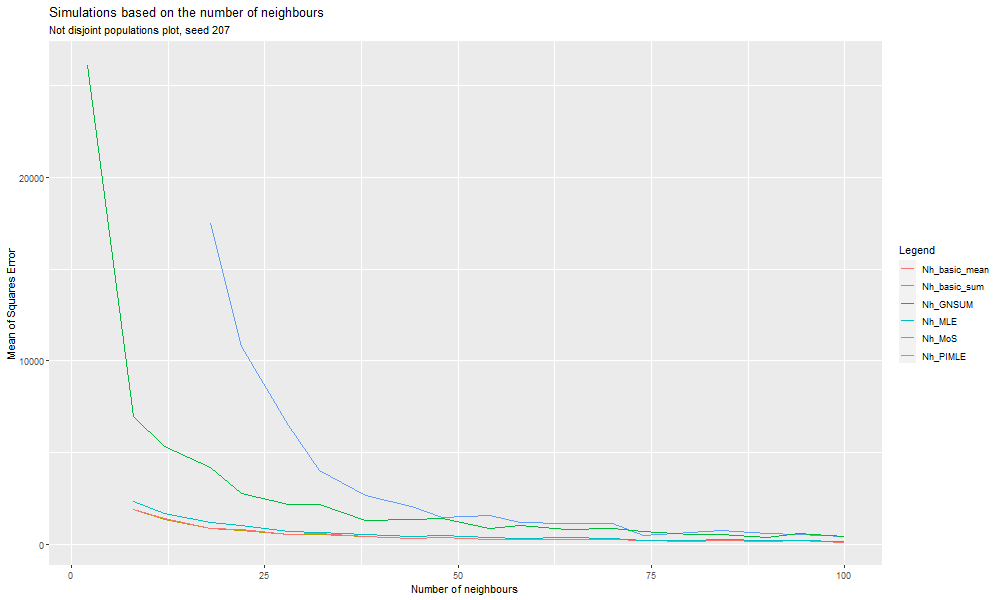 Simulations based on the number of neighbours
Not disjoint populations plot, seed 207
Mean of Squares Error
20000
10000
0
0
25
50
75
100
Number of neighbours
Legend
Nh_basic_mean
Nh_basic_sum
Nh_GNSUM
Nh_MLE
Nh_MoS
Nh_PIMLE